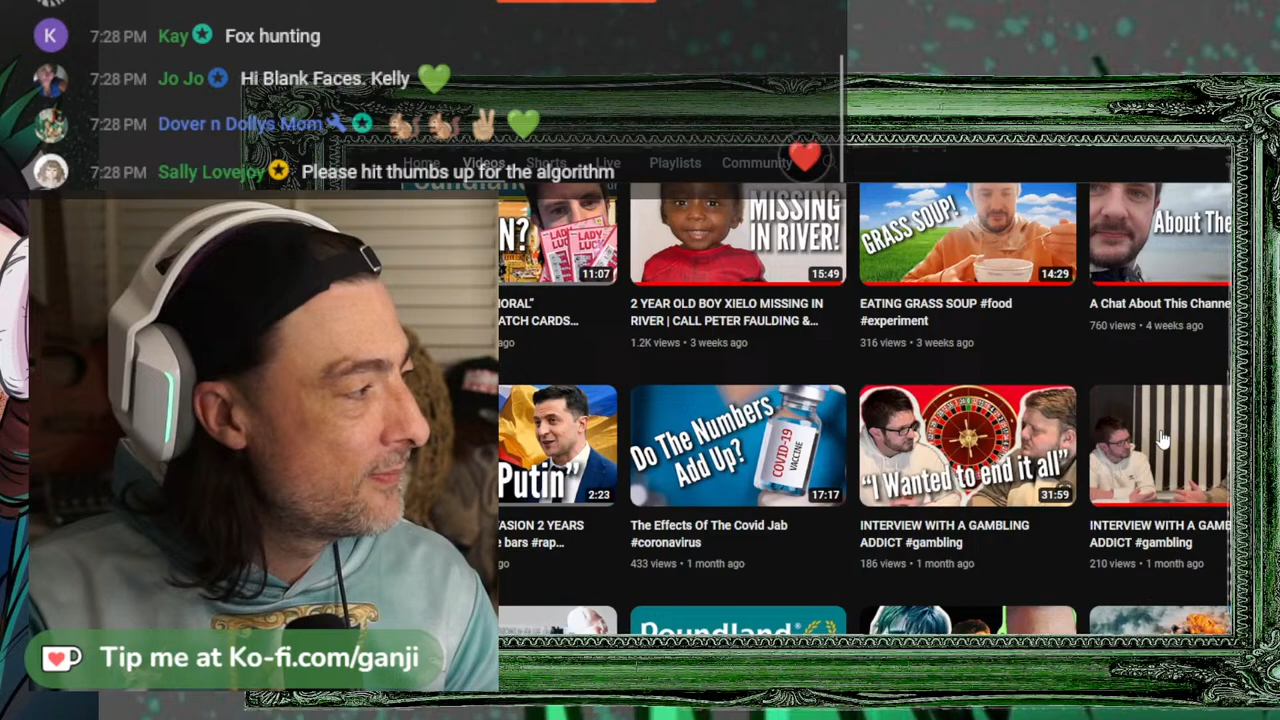 K
7:28 PM Kay Fox hunting
7:28 PM Jo Jo Hi Blank Faces. Kelly 💚
7:28 PM Dover n Dollys Mom 🐿️ 🐿️ ✌🏼 💚
7:28 PM Sally Lovejoy Please hit thumbs up for the algorithm
Home Videos Shorts Live Playlists Community
N?
LADY LUCK
LADY LUCK
11:07
MISSING
IN RIVER!
15:49
GRASS SOUP!
14:29
About The
ORAL"
ATCH CARDS...
ago
2 YEAR OLD BOY XIELO MISSING IN
RIVER | CALL PETER FAULDING &...
1.2K views • 3 weeks ago
EATING GRASS SOUP #food
#experiment
316 views • 3 weeks ago
A Chat About This Channe
760 views • 4 weeks ago
Putin”
2:23
Do The Numbers
Add Up?
COVID-19
VACCINE
17:17
“I Wanted to end it all”
31:59
ASION 2 YEARS
e bars #rap...
ago
The Effects Of The Covid Jab
#coronavirus
433 views • 1 month ago
INTERVIEW WITH A GAMBLING
ADDICT #gambling
186 views • 1 month ago
INTERVIEW WITH A GAMB
ADDICT #gambling
210 views • 1 month ago
Poundland
Tip me at Ko-fi.com/ganji